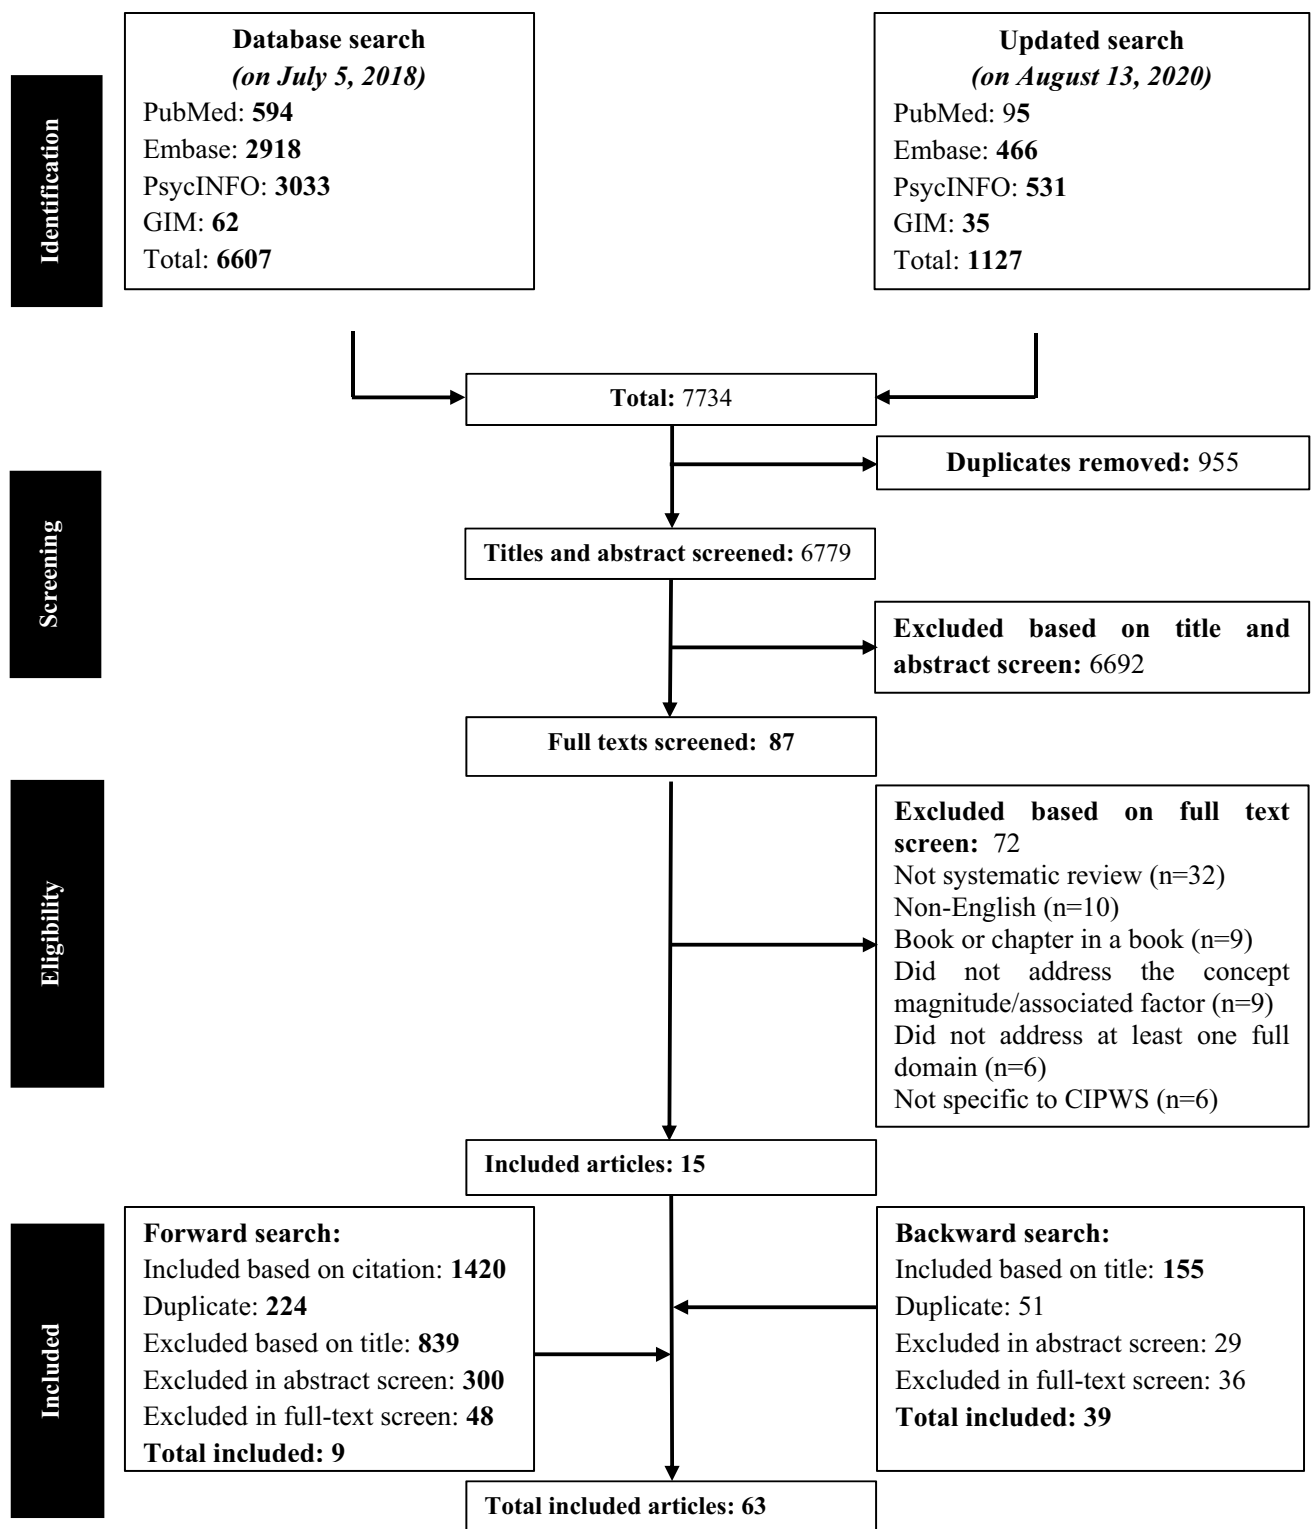 Identification
Database search
(on July 5, 2018)
PubMed: 594
Embase: 2918
PsycINFO: 3033
GIM: 62
Total: 6607
Updated search
(on August 13, 2020)
PubMed: 95
Embase: 466
PsycINFO: 531
GIM: 35
Total: 1127
Total: 7734
Duplicates removed: 955
Screening
Titles and abstract screened: 6779
Excluded based on title and
abstract screen: 6692
Full texts screened: 87
Eligibility
Excluded based on full text
screen: 72
Not systematic review (n=32)
Non-English (n=10)
Book or chapter in a book (n=9)
Did not address the concept
magnitude/associated factor (n=9)
Did not address at least one full
domain (n=6)
Not specific to CIPWS (n=6)
Included articles: 15
Included
Forward search:
Included based on citation: 1420
Duplicate: 224
Excluded based on title: 839
Excluded in abstract screen: 300
Excluded in full-text screen: 48
Total included: 9
Backward search:
Included based on title: 155
Duplicate: 51
Excluded in abstract screen: 29
Excluded in full-text screen: 36
Total included: 39
Total included articles: 63